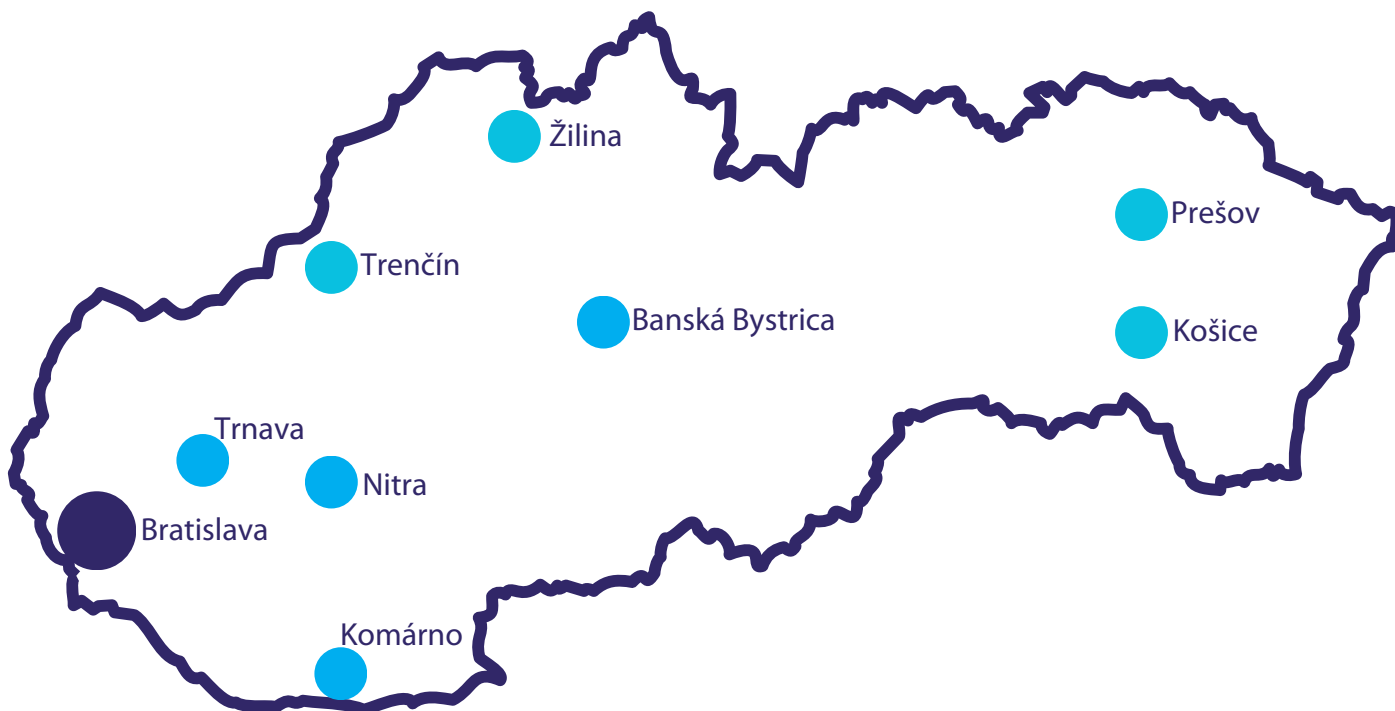 Žilina
Prešov
Trenčín
Banská Bystrica
Košice
Trnava
Nitra
Bratislava
Komárno